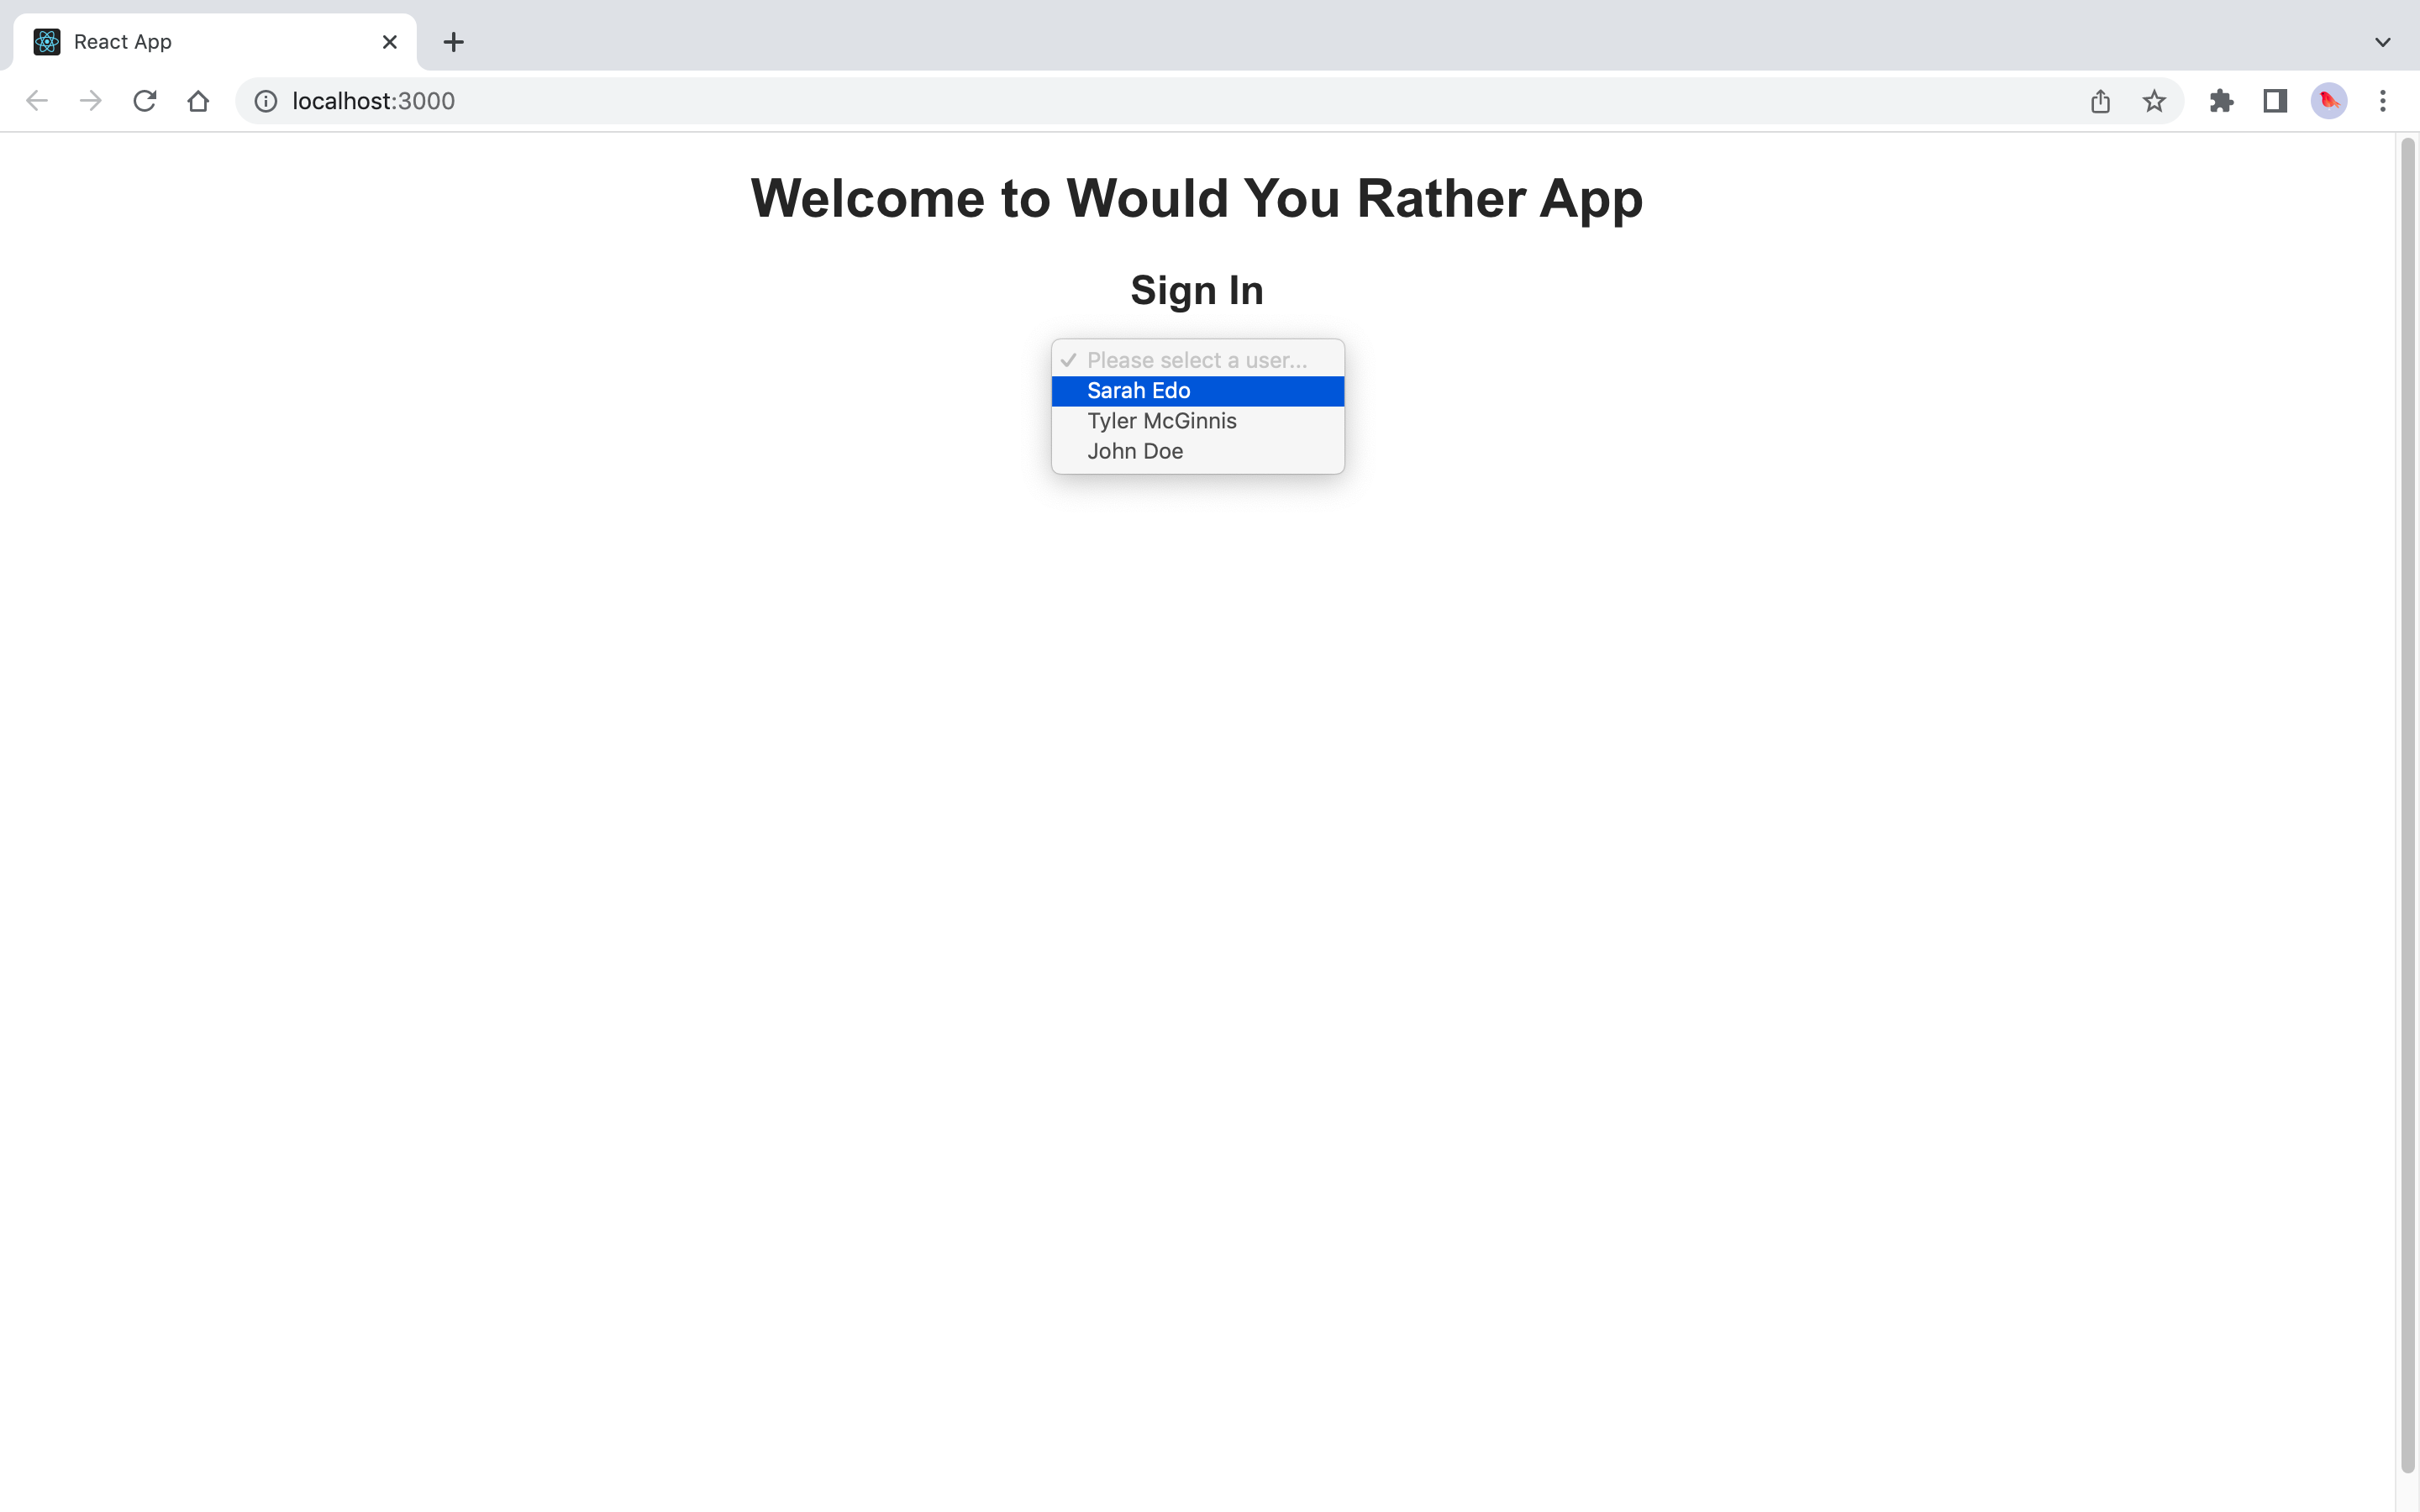 React App
localhost:3000
Welcome to Would You Rather App
Sign In
Please select a user...
Sarah Edo
Tyler McGinnis
John Doe